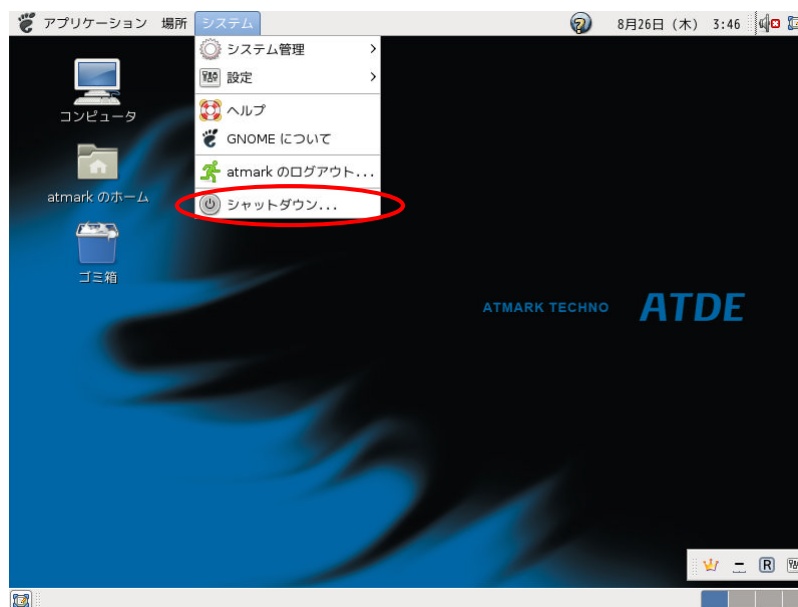 アプリケーション 場所 システム 8月26日 (木) 3:46
システム管理
設定
ヘルプ
GNOME について
atmark のログアウト...
シャットダウン...
コンピュータ
atmark のホーム
ゴミ箱
ATMARK TECHNO ATDE
R